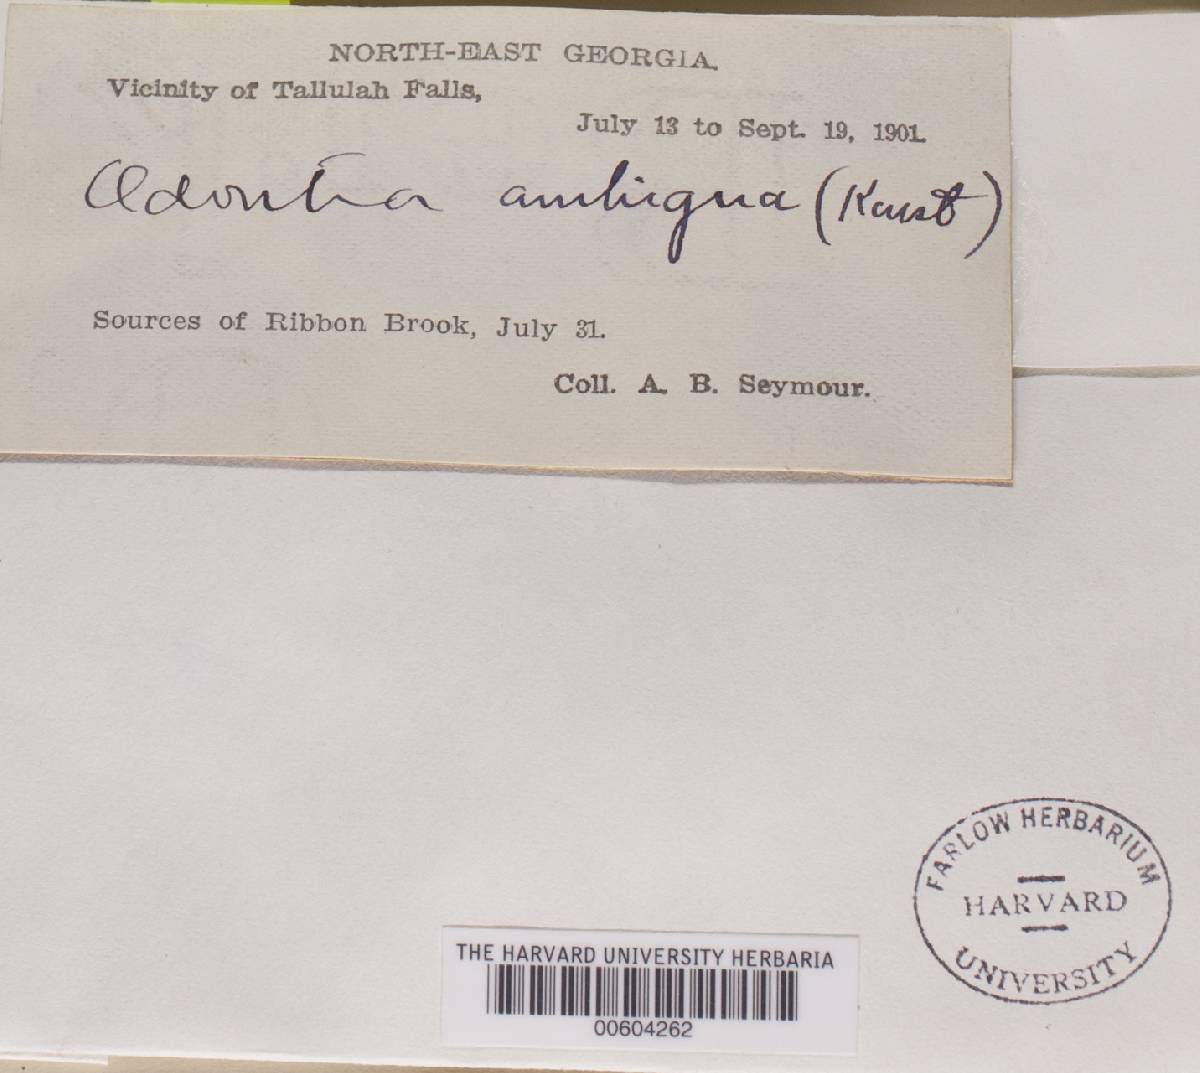 NORTH-EAST GEORGIA.
Vicinity of Tallulah Falls,
July 13 to Sept. 19, 1901.
Odontia ambigua (Karst)
Sources of Ribbon Brook, July 31.
Coll. A. B. Seymour.
FARLOW HERBARIUM
HARVARD
UNIVERSITY
THE HARVARD UNIVERSITY HERBARIA
00604262